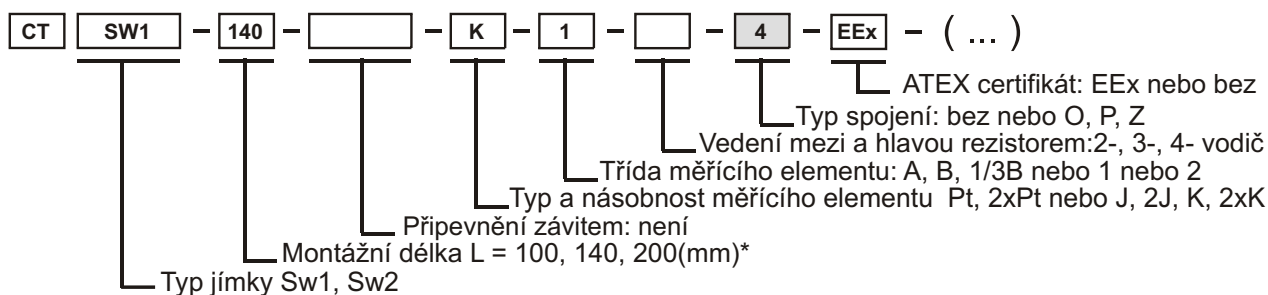 CT SW1 – 140 – – K – 1 – – 4 – EEx – (...)
ATEX certifikát: EEx nebo bez
Typ spojení: bez nebo O, P, Z
Vedení mezi a hlavou rezistorem:2-, 3-, 4- vodič
Třída měřícího elementu: A, B, 1/3B nebo 1 nebo 2
Typ a násobnost měřícího elementu Pt, 2xPt nebo J, 2J, K, 2xK
Připevnění závitem: není
Montážní délka L = 100, 140, 200(mm)*
Typ jímky Sw1, Sw2